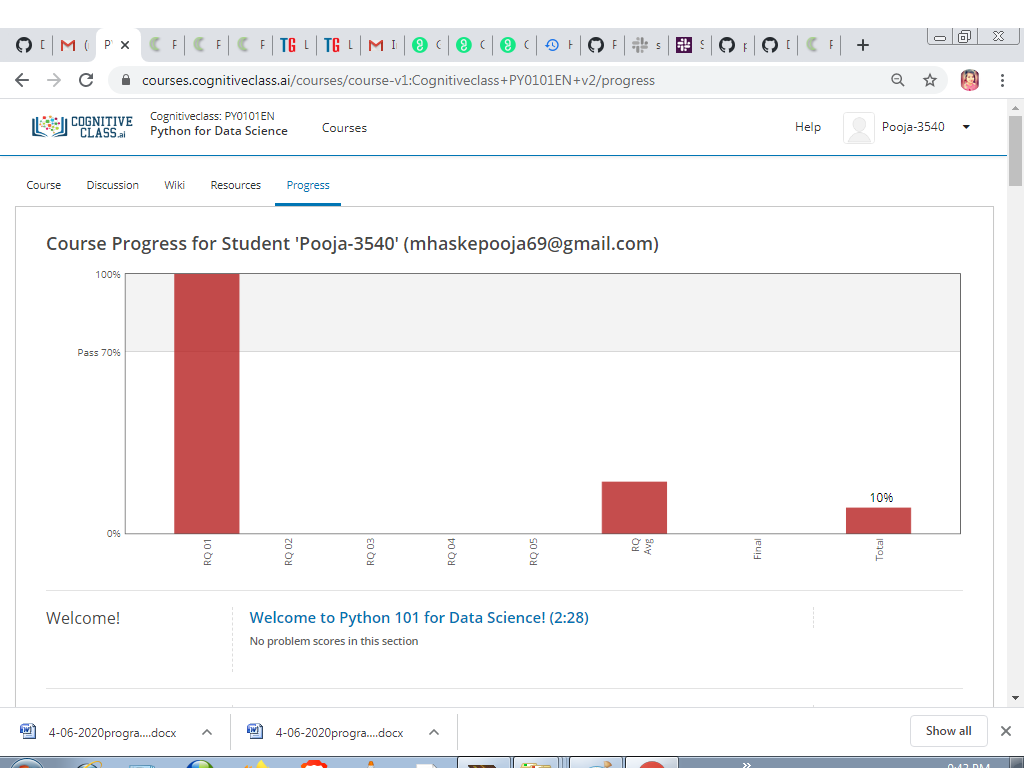 courses.cognitiveclass.ai/courses/course-v1:Cognitiveclass+PY0101EN+v2/progress
COGNITIVE
CLASS.ai
Cognitiveclass: PY0101EN
Python for Data Science
Courses
Help
Pooja-3540
Course
Discussion
Wiki
Resources
Progress
Course Progress for Student 'Pooja-3540' (mhaskepooja69@gmail.com)
100%
Pass 70%
0%
10%
RQ 01
RQ 02
RQ 03
RQ 04
RQ 05
RQ
Avg
Final
Total
Welcome!
Welcome to Python 101 for Data Science! (2:28)
No problem scores in this section
4-06-2020progra....docx
4-06-2020progra....docx
Show all